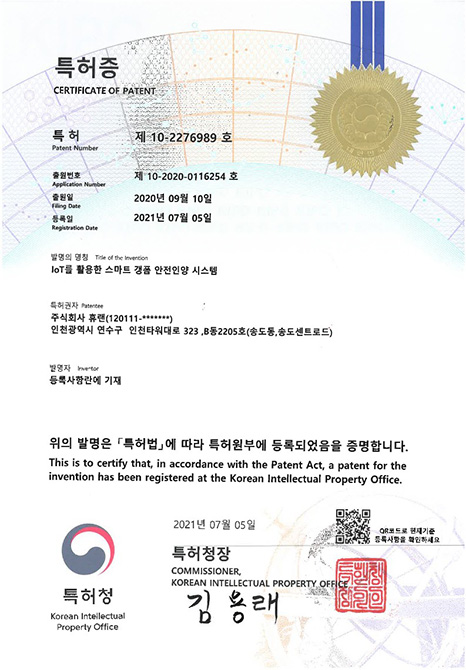 특허증
CERTIFICATE OF PATENT
특 허 제 10-2276989 호
Patent Number
출원번호 제 10-2020-0116254 호
Application Number
출원일 2020년 09월 10일
Filing Date
등록일 2021년 07월 05일
Registration Date
발명의 명칭 Title of the Invention
IoT를 활용한 스마트 갱폼 안전인양 시스템
특허권자 Patentee
주식회사 휴랜(120111-*******)
인천광역시 연수구 인천타워대로 323 ,B동2205호(송도동,송도센트로드)
발명자 Inventor
등록사항란에 기재
위의 발명은 「특허법」에 따라 특허원부에 등록되었음을 증명합니다.
This is to certify that, in accordance with the Patent Act, a patent for the
invention has been registered at the Korean Intellectual Property Office.
2021년 07월 05일
QR코드로 현재기준
등록사항을 확인하세요
특허청장
COMMISSIONER,
KOREAN INTELLECTUAL PROPERTY OFFICE
김용래
특허청
Korean Intellectual
Property Office